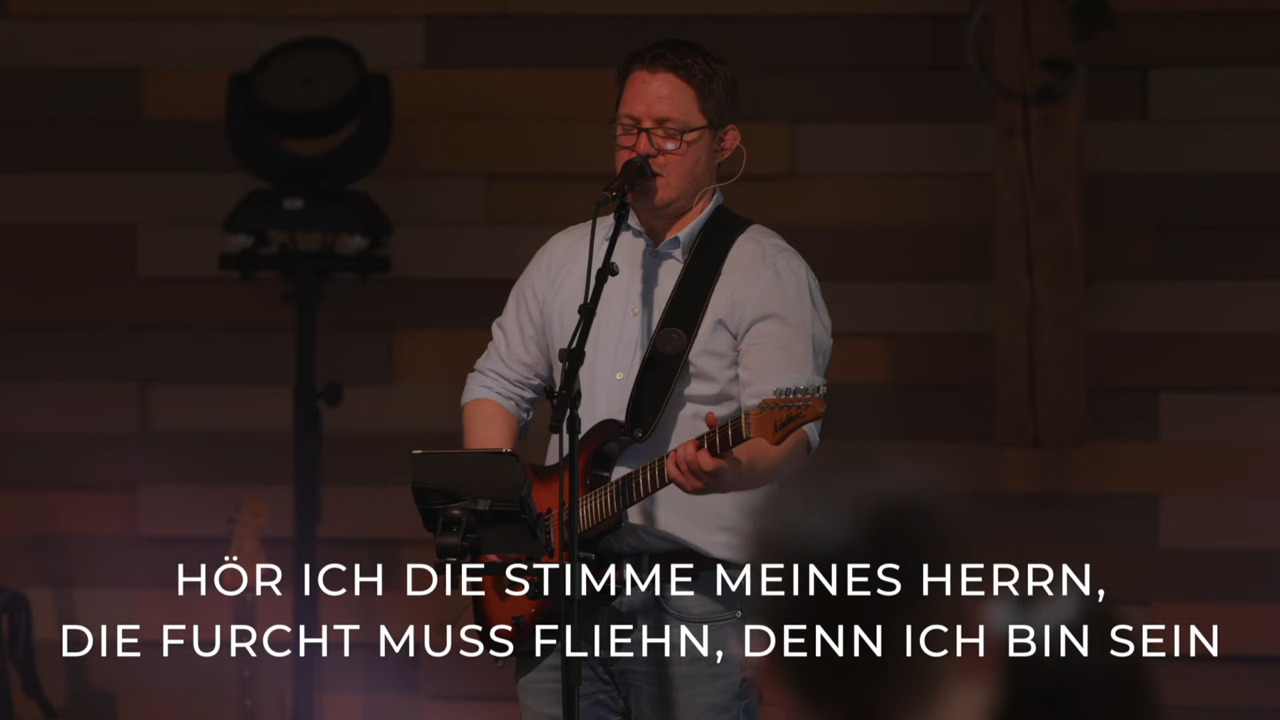 HÖR ICH DIE STIMME MEINES HERRN,
DIE FURCHT MUSS FLIEHN, DENN ICH BIN SEIN